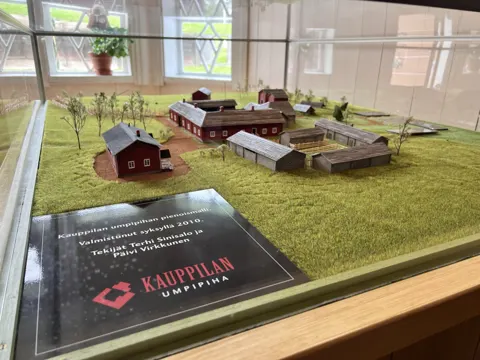 Kauppilan umpipihan pienoismalli.
Valmistunut syksyllä 2010.
Tekijät Terhi Sinisalo ja
Päivi Virkkunen
KAUPPILAN
UMPIPIHA